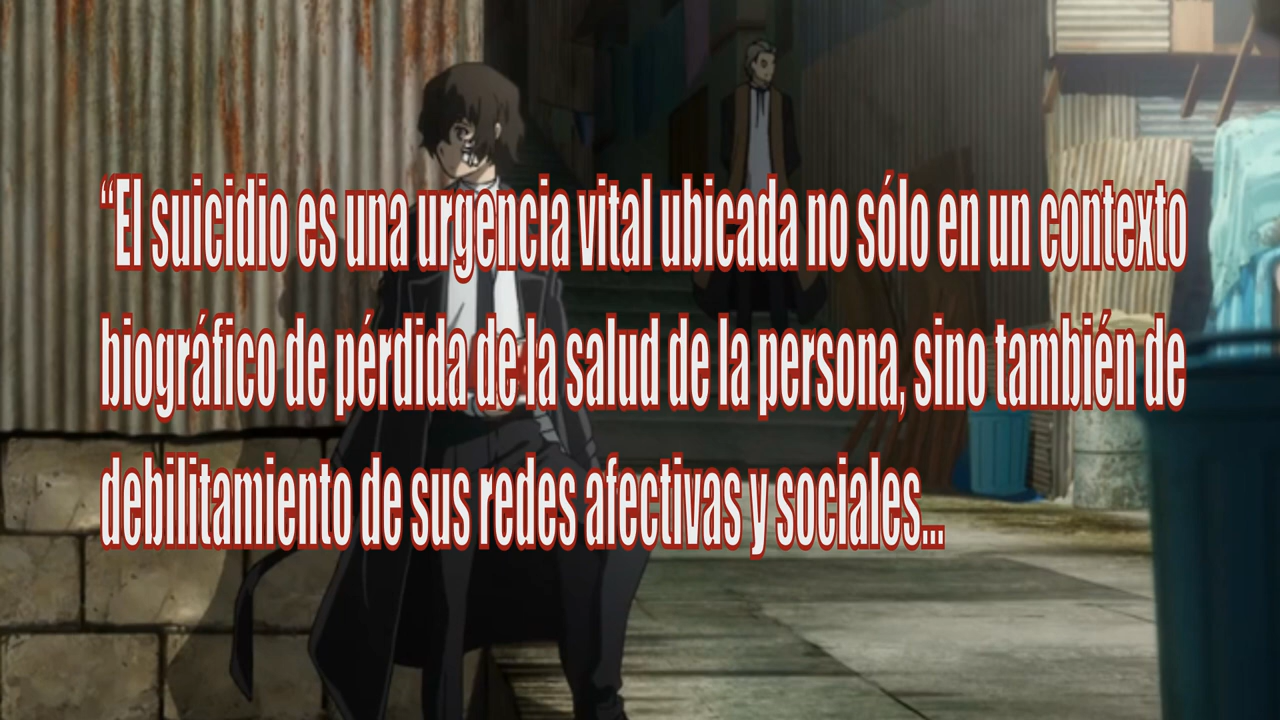 “El suicidio es una urgencia vital ubicada no sólo en un contexto
biográfico de pérdida de la salud de la persona, sino también de
debilitamiento de sus redes afectivas y sociales...